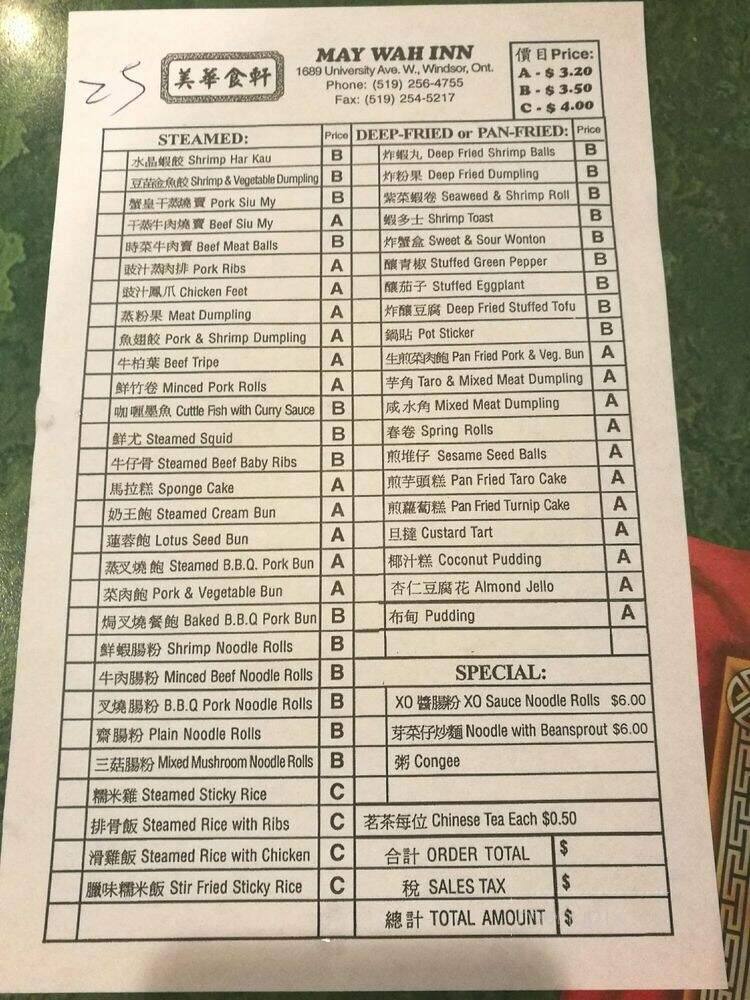 25
美華食軒
MAY WAH INN
1689 University Ave. W., Windsor, Ont.
Phone: (519) 256-4755
Fax: (519) 254-5217
價目 Price:
A - $ 3.20
B - $ 3.50
C - $ 4.00
STEAMED: Price
水晶蝦餃 Shrimp Har Kau B
豆苗金魚餃 Shrimp & Vegetable Dumpling B
蟹皇干蒸燒賣 Pork Siu My B
干蒸牛肉燒賣 Beef Siu My A
時菜牛肉賣 Beef Meat Balls B
豉汁蒸肉排 Pork Ribs A
豉汁鳳爪 Chicken Feet A
蒸粉果 Meat Dumpling A
魚翅餃 Pork & Shrimp Dumpling A
牛柏葉 Beef Tripe A
鮮竹卷 Minced Pork Rolls A
咖喱墨魚 Cuttle Fish with Curry Sauce B
鮮尤 Steamed Squid B
牛仔骨 Steamed Beef Baby Ribs B
馬拉糕 Sponge Cake A
奶王飽 Steamed Cream Bun A
蓮蓉飽 Lotus Seed Bun A
蒸叉燒飽 Steamed B.B.Q. Pork Bun A
菜肉飽 Pork & Vegetable Bun A
焗叉燒餐飽 Baked B.B.Q Pork Bun B
鮮蝦腸粉 Shrimp Noodle Rolls B
牛肉腸粉 Minced Beef Noodle Rolls B
叉燒腸粉 B.B.Q Pork Noodle Rolls B
齋腸粉 Plain Noodle Rolls B
三菇腸粉 Mixed Mushroom Noodle Rolls B
糯米雞 Steamed Sticky Rice C
排骨飯 Steamed Rice with Ribs C
滑雞飯 Steamed Rice with Chicken C
臘味糯米飯 Stir Fried Sticky Rice C
DEEP-FRIED or PAN-FRIED: Price
炸蝦丸 Deep Fried Shrimp Balls B
炸粉果 Deep Fried Dumpling B
紫菜蝦卷 Seaweed & Shrimp Roll B
蝦多士 Shrimp Toast B
炸蟹盒 Sweet & Sour Wonton B
釀青椒 Stuffed Green Pepper B
釀茄子 Stuffed Eggplant B
炸釀豆腐 Deep Fried Stuffed Tofu B
鍋貼 Pot Sticker B
生煎菜肉飽 Pan Fried Pork & Veg. Bun A
芋角 Taro & Mixed Meat Dumpling A
咸水角 Mixed Meat Dumpling A
春卷 Spring Rolls A
煎堆仔 Sesame Seed Balls A
煎芋頭糕 Pan Fried Taro Cake A
煎蘿蔔糕 Pan Fried Turnip Cake A
旦撻 Custard Tart A
椰汁糕 Coconut Pudding A
杏仁豆腐花 Almond Jello A
布甸 Pudding A
SPECIAL:
XO 醬腸粉 XO Sauce Noodle Rolls $6.00
芽菜仔炒麵 Noodle with Beansprout $6.00
粥 Congee
茗茶每位 Chinese Tea Each $0.50
合計 ORDER TOTAL $
稅 SALES TAX $
總計 TOTAL AMOUNT $